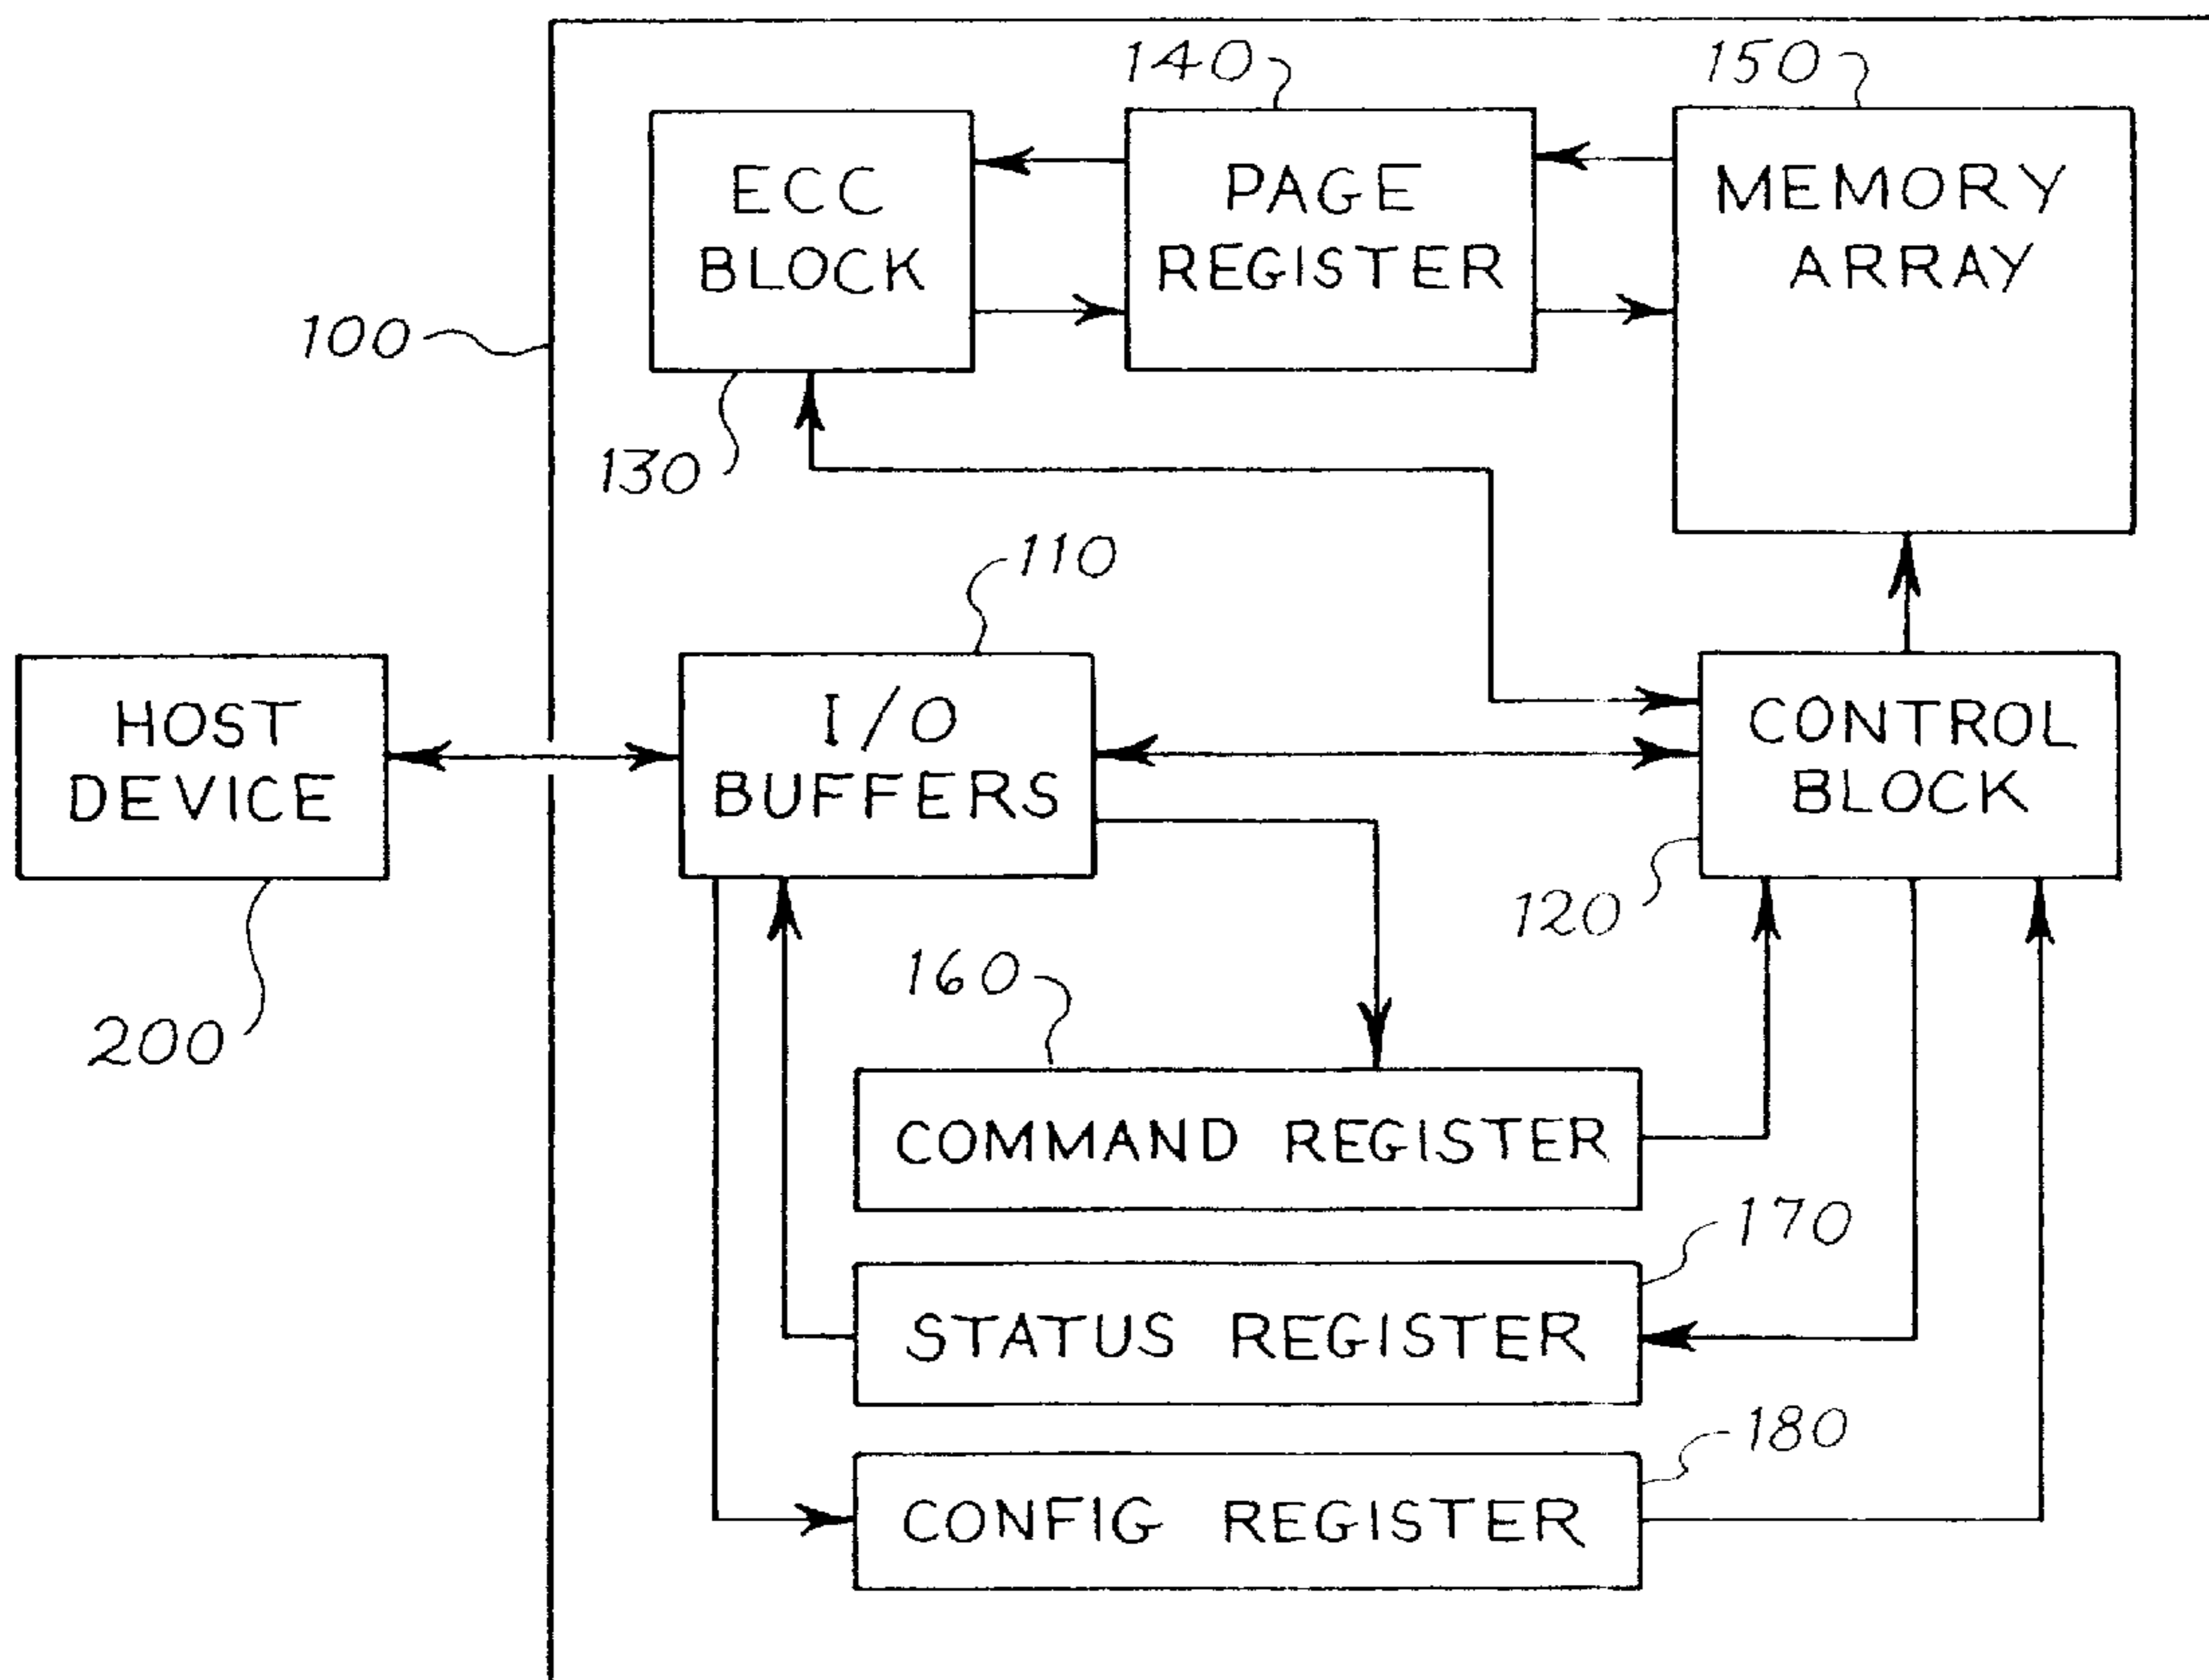 140
150
ECC
BLOCK
PAGE
REGISTER
MEMORY
ARRAY
100
130
110
HOST
DEVICE
I/O
BUFFERS
CONTROL
BLOCK
120
200
160
COMMAND REGISTER
170
STATUS REGISTER
180
CONFIG REGISTER